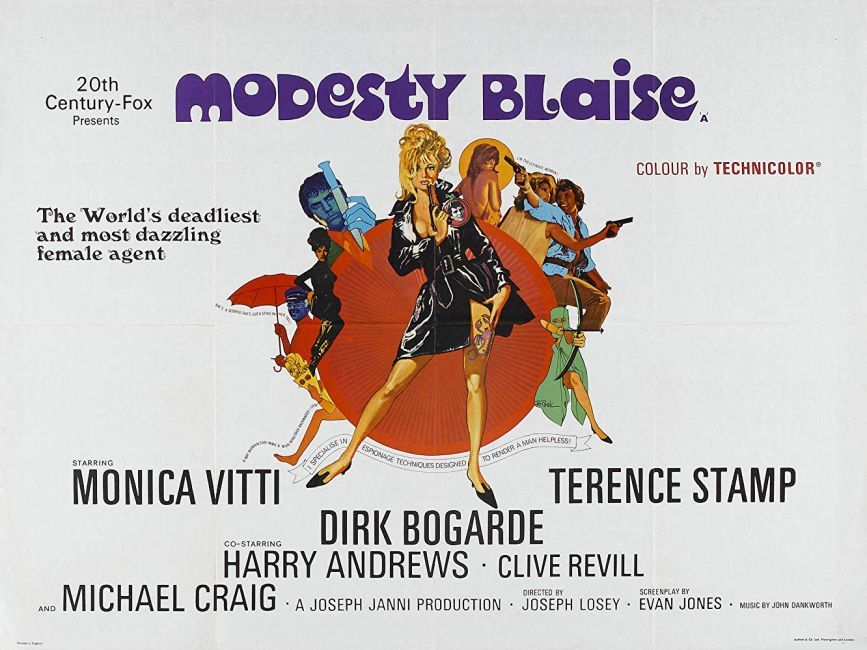 20th
Century-Fox
Presents
MODESTY BLAISE
'A'
COLOUR by TECHNICOLOR®
The World's deadliest
and most dazzling
female agent
I SPECIALISE IN ESPIONAGE TECHNIQUES DESIGNED TO RENDER A MAN HELPLESS!
STARRING
MONICA VITTI
TERENCE STAMP
DIRK BOGARDE
CO-STARRING
HARRY ANDREWS · CLIVE REVILL
AND MICHAEL CRAIG · A JOSEPH JANNI PRODUCTION · DIRECTED BY JOSEPH LOSEY · SCREENPLAY BY EVAN JONES · MUSIC BY JOHN DANKWORTH
Printed in England